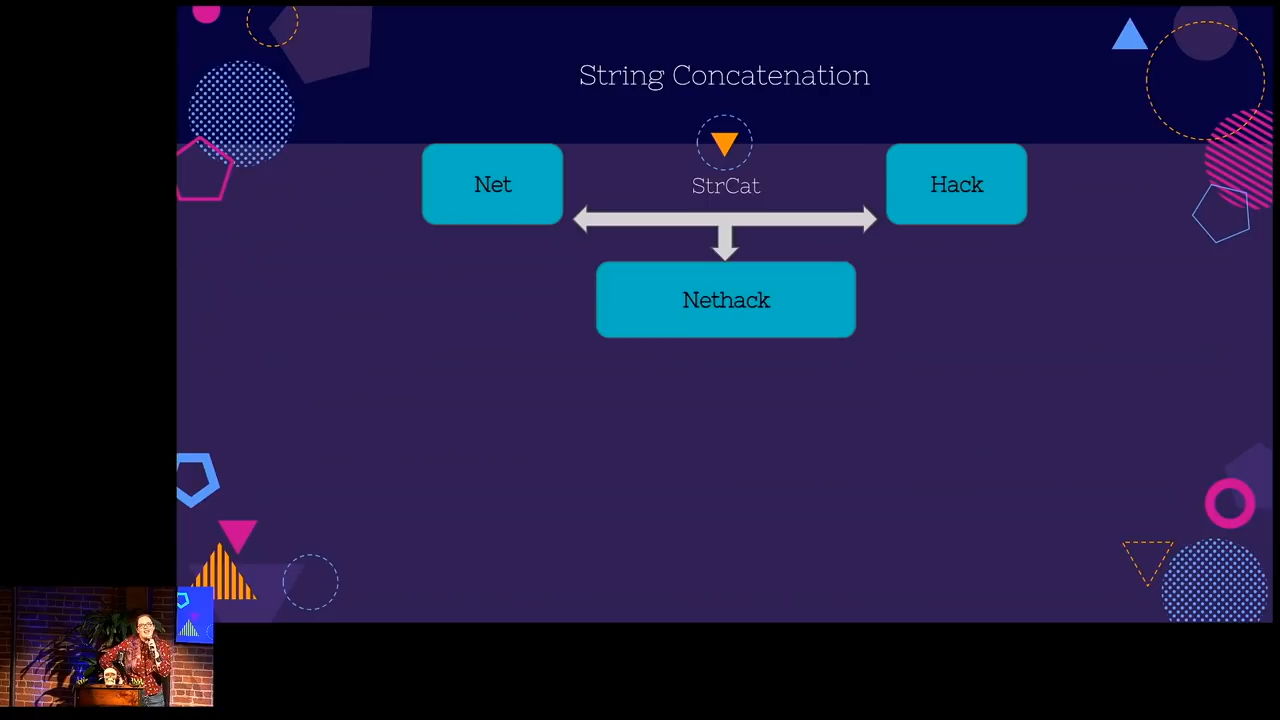 String Concatenation
Net
StrCat
Hack
Nethack